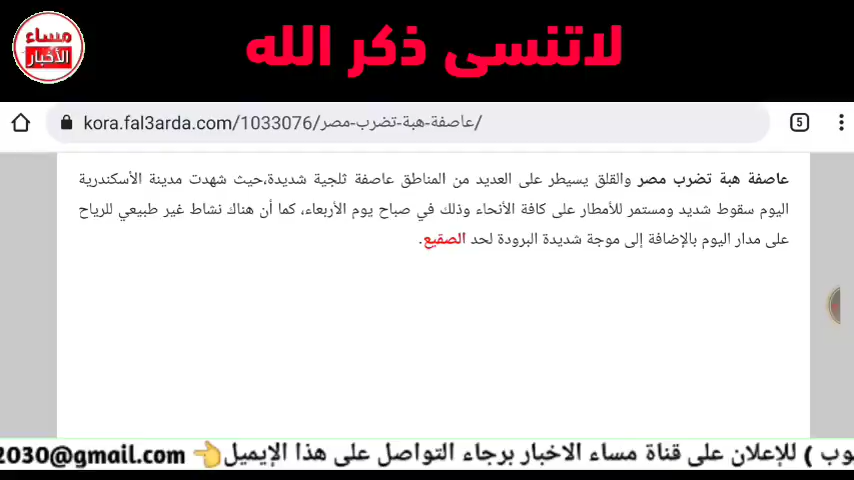 مساء
الأخبار
لاتنسى ذكر الله
kora.fal3arda.com/1033076/عاصفة-هبة-تضرب-مصر/
5
عاصفة هبة تضرب مصر والقلق يسيطر على العديد من المناطق عاصفة ثلجية شديدة،حيث شهدت مدينة الأسكندرية
اليوم سقوط شديد ومستمر للأمطار على كافة الأنحاء وذلك في صباح يوم الأربعاء، كما أن هناك نشاط غير طبيعي للرياح
على مدار اليوم بالإضافة إلى موجة شديدة البرودة لحد الصقيع.
وب ) للإعلان على قناة مساء الاخبار برجاء التواصل على هذا الإيميل 👈 2030@gmail.com